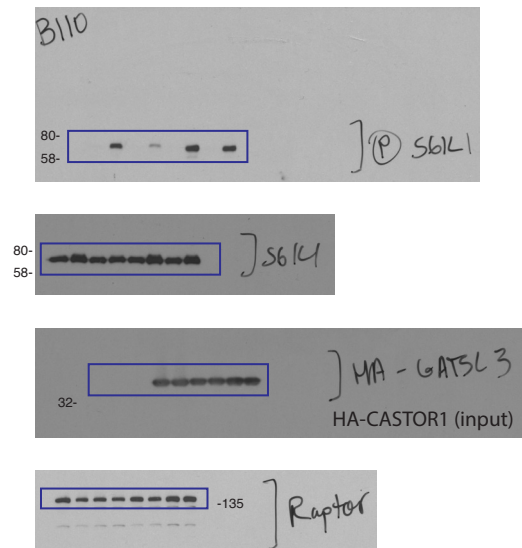 B110
80-
58-
] Ⓟ S6K1
80-
58-
] S6K1
] HA - GATSL3
32-
HA-CASTOR1 (input)
-135
] Raptor